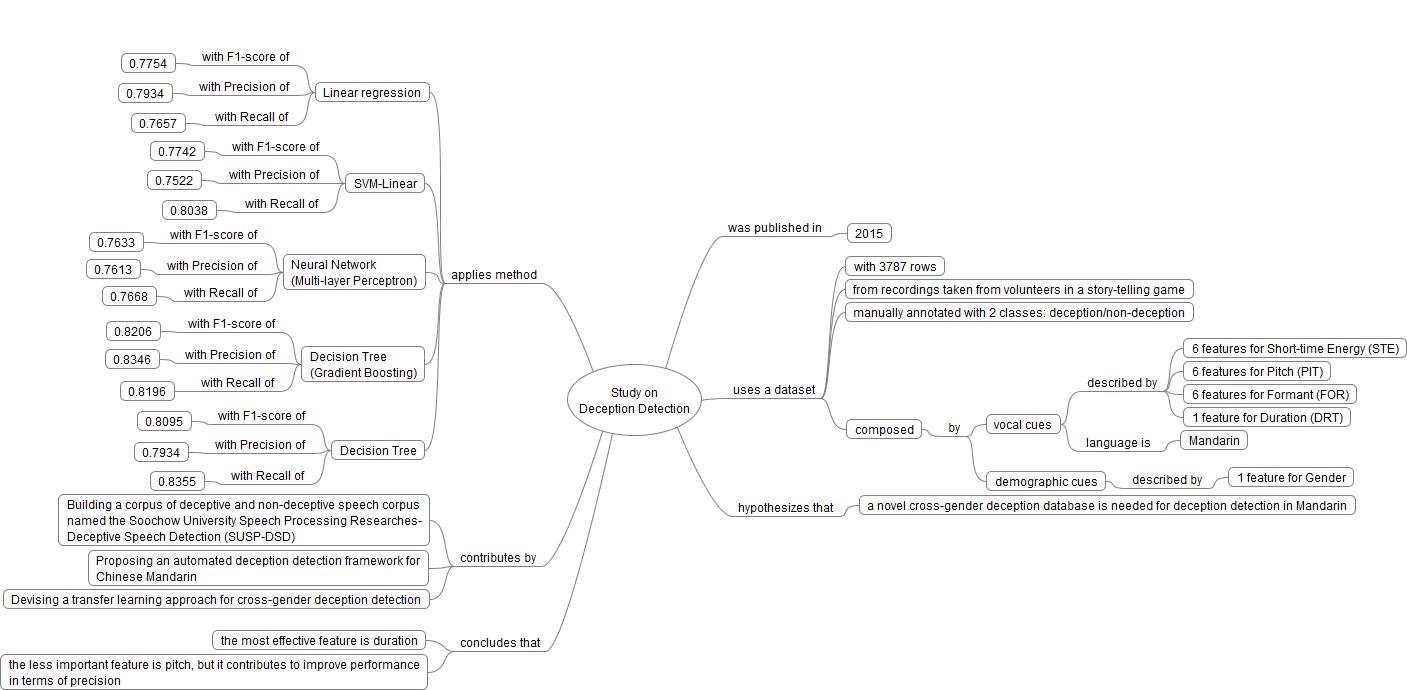 0.7754
with F1-score of
0.7934
with Precision of
Linear regression
0.7657
with Recall of
0.7742
with F1-score of
0.7522
with Precision of
SVM-Linear
0.8038
with Recall of
0.7633
with F1-score of
0.7613
with Precision of
Neural Network
(Multi-layer Perceptron)
0.7668
with Recall of
0.8206
with F1-score of
0.8346
with Precision of
Decision Tree
(Gradient Boosting)
0.8196
with Recall of
0.8095
with F1-score of
0.7934
with Precision of
Decision Tree
0.8355
with Recall of
applies method
Building a corpus of deceptive and non-deceptive speech corpus
named the Soochow University Speech Processing Researches-
Deceptive Speech Detection (SUSP-DSD)
Proposing an automated deception detection framework for
Chinese Mandarin
Devising a transfer learning approach for cross-gender deception detection
contributes by
the most effective feature is duration
the less important feature is pitch, but it contributes to improve performance
in terms of precision
concludes that
Study on
Deception Detection
was published in
2015
uses a dataset
with 3787 rows
from recordings taken from volunteers in a story-telling game
manually annotated with 2 classes: deception/non-deception
composed
by
vocal cues
described by
6 features for Short-time Energy (STE)
6 features for Pitch (PIT)
6 features for Formant (FOR)
1 feature for Duration (DRT)
language is
Mandarin
demographic cues
described by
1 feature for Gender
hypothesizes that
a novel cross-gender deception database is needed for deception detection in Mandarin